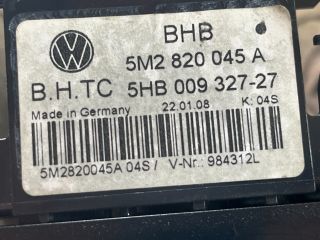 BHB
5M2 820 045 A
B.H.TC 5HB 009 327-27
Made in Germany 22.01.08 K: 04S
5M2820045A 04S / V-Nr.: 984312L